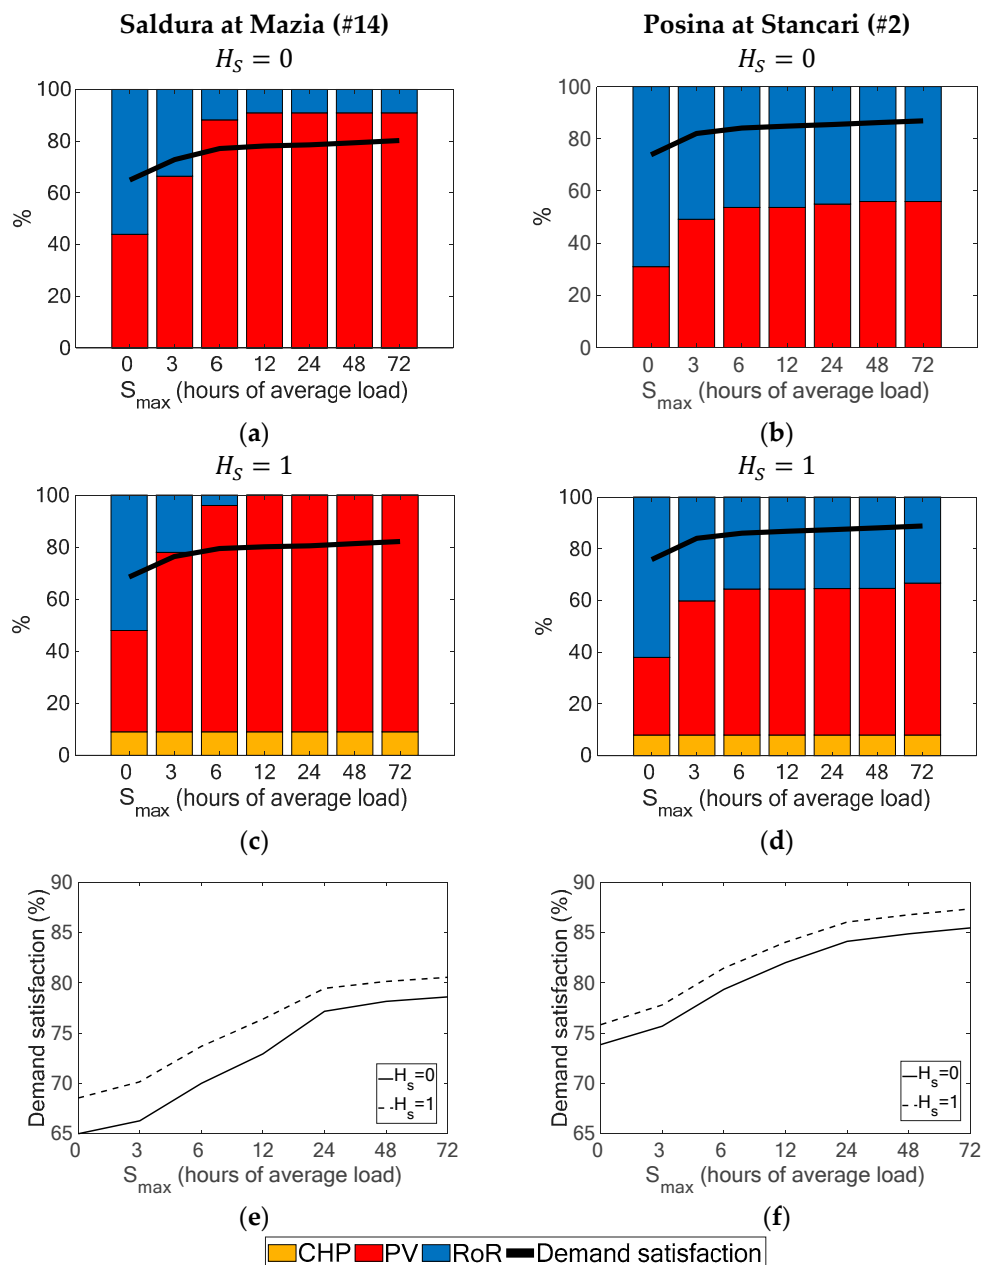 Saldura at Mazia (#14)
Posina at Stancari (#2)
H_S = 0
H_S = 0
100
80
60
40
20
0
%
0 3 6 12 24 48 72
S_max (hours of average load)
(a)
100
80
60
40
20
0
%
0 3 6 12 24 48 72
S_max (hours of average load)
(b)
H_S = 1
H_S = 1
100
80
60
40
20
0
%
0 3 6 12 24 48 72
S_max (hours of average load)
(c)
100
80
60
40
20
0
%
0 3 6 12 24 48 72
S_max (hours of average load)
(d)
90
85
80
75
70
65
Demand satisfaction (%)
H_s=0
H_s=1
0 3 6 12 24 48 72
S_max (hours of average load)
(e)
90
85
80
75
70
65
Demand satisfaction (%)
H_s=0
H_s=1
0 3 6 12 24 48 72
S_max (hours of average load)
(f)
CHP PV RoR Demand satisfaction